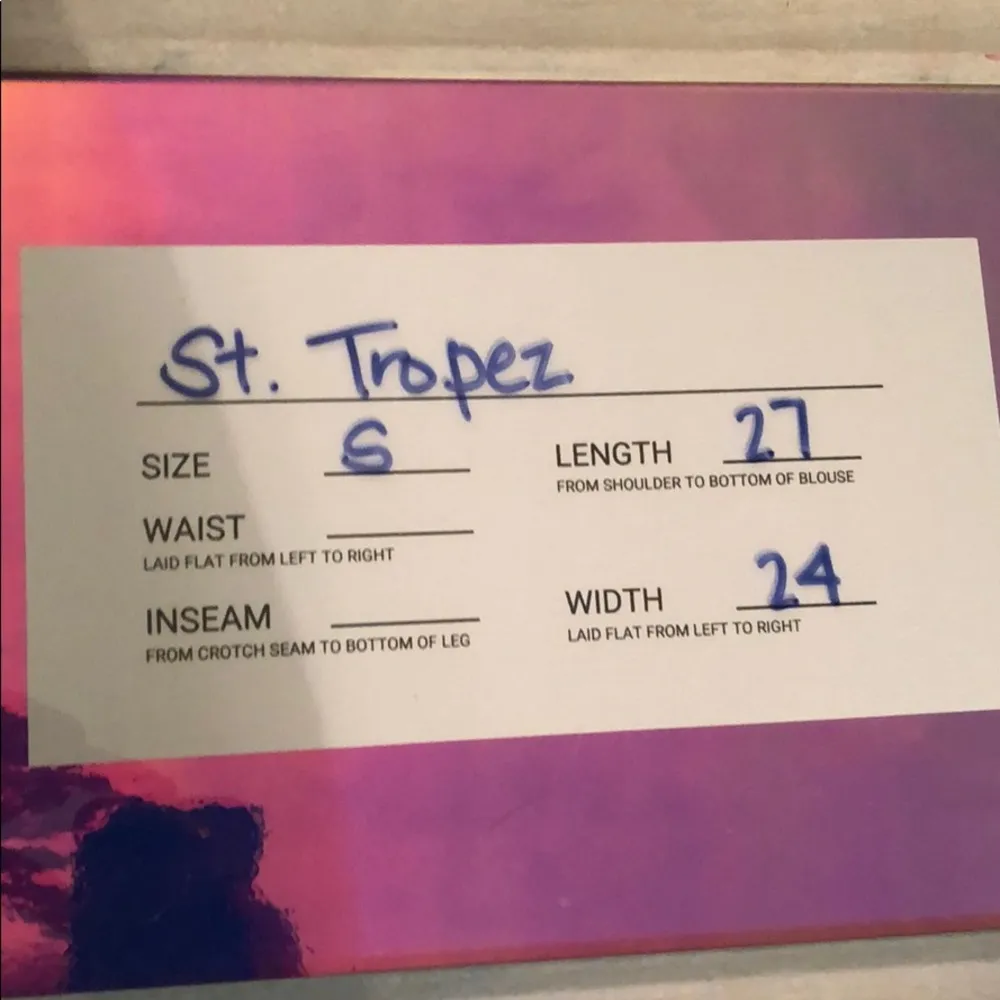 St. Tropez
SIZE S
WAIST
LAID FLAT FROM LEFT TO RIGHT
INSEAM
FROM CROTCH SEAM TO BOTTOM OF LEG
LENGTH 27
FROM SHOULDER TO BOTTOM OF BLOUSE
WIDTH 24
LAID FLAT FROM LEFT TO RIGHT